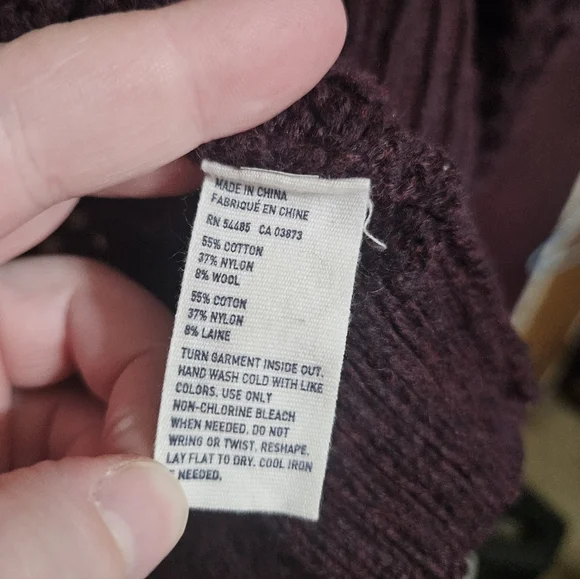 MADE IN CHINA
FABRIQUÉ EN CHINE
RN 54485 CA 03873
55% COTTON
37% NYLON
8% WOOL
55% COTON
37% NYLON
8% LAINE
TURN GARMENT INSIDE OUT.
HAND WASH COLD WITH LIKE
COLORS. USE ONLY
NON-CHLORINE BLEACH
WHEN NEEDED. DO NOT
WRING OR TWIST. RESHAPE.
LAY FLAT TO DRY. COOL IRON
NEEDED.